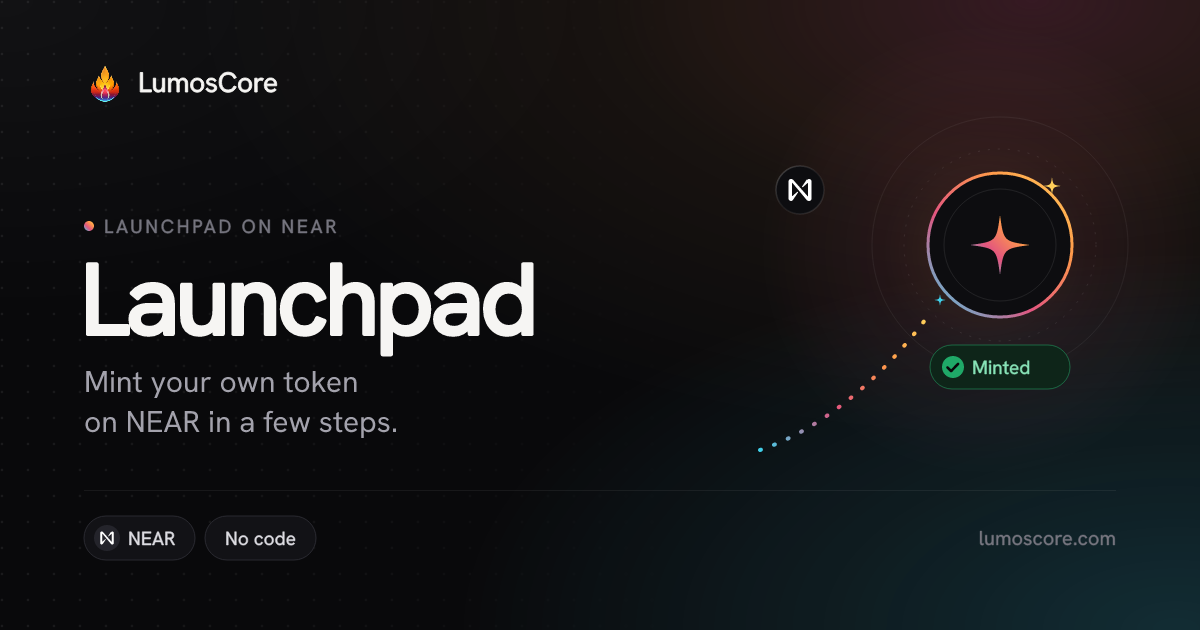 LumosCore
LAUNCHPAD ON NEAR
Launchpad
Mint your own token
on NEAR in a few steps.
Minted
NEAR
No code
lumoscore.com